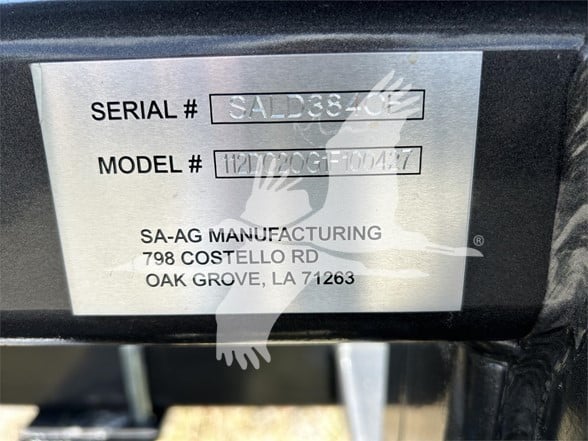 SERIAL #
MODEL #
SA-AG MANUFACTURING
798 COSTELLO RD
OAK GROVE, LA 71263
®